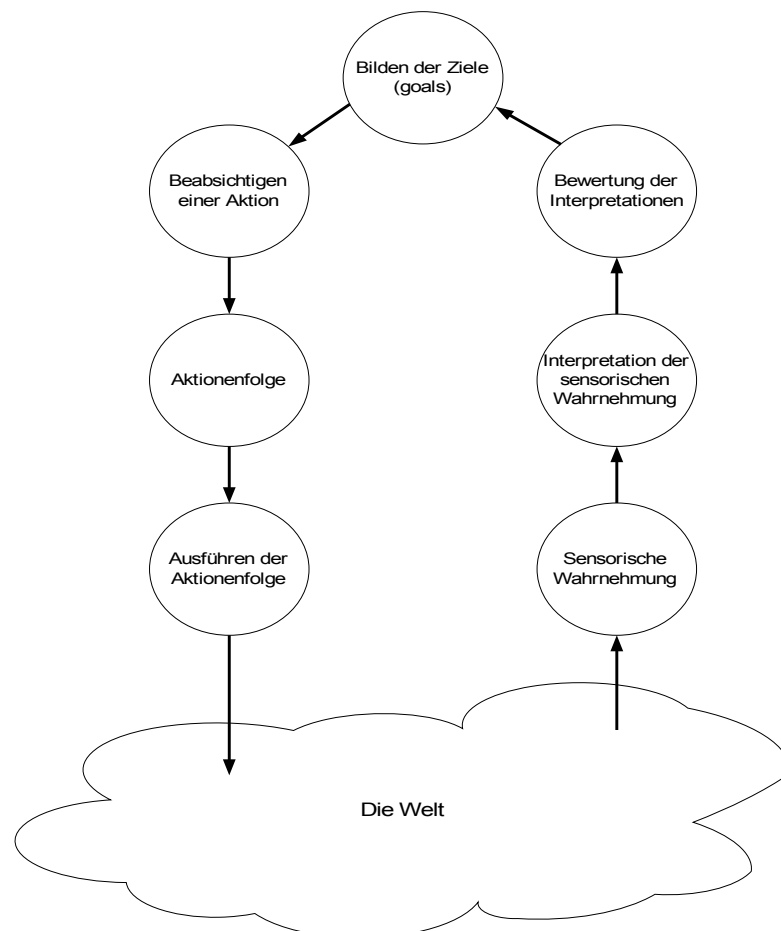 Bilden der Ziele
(goals)
Beabsichtigen
einer Aktion
Bewertung der
Interpretationen
Aktionenfolge
Interpretation der
sensorischen
Wahrnehmung
Ausführen der
Aktionenfolge
Sensorische
Wahrnehmung
Die Welt